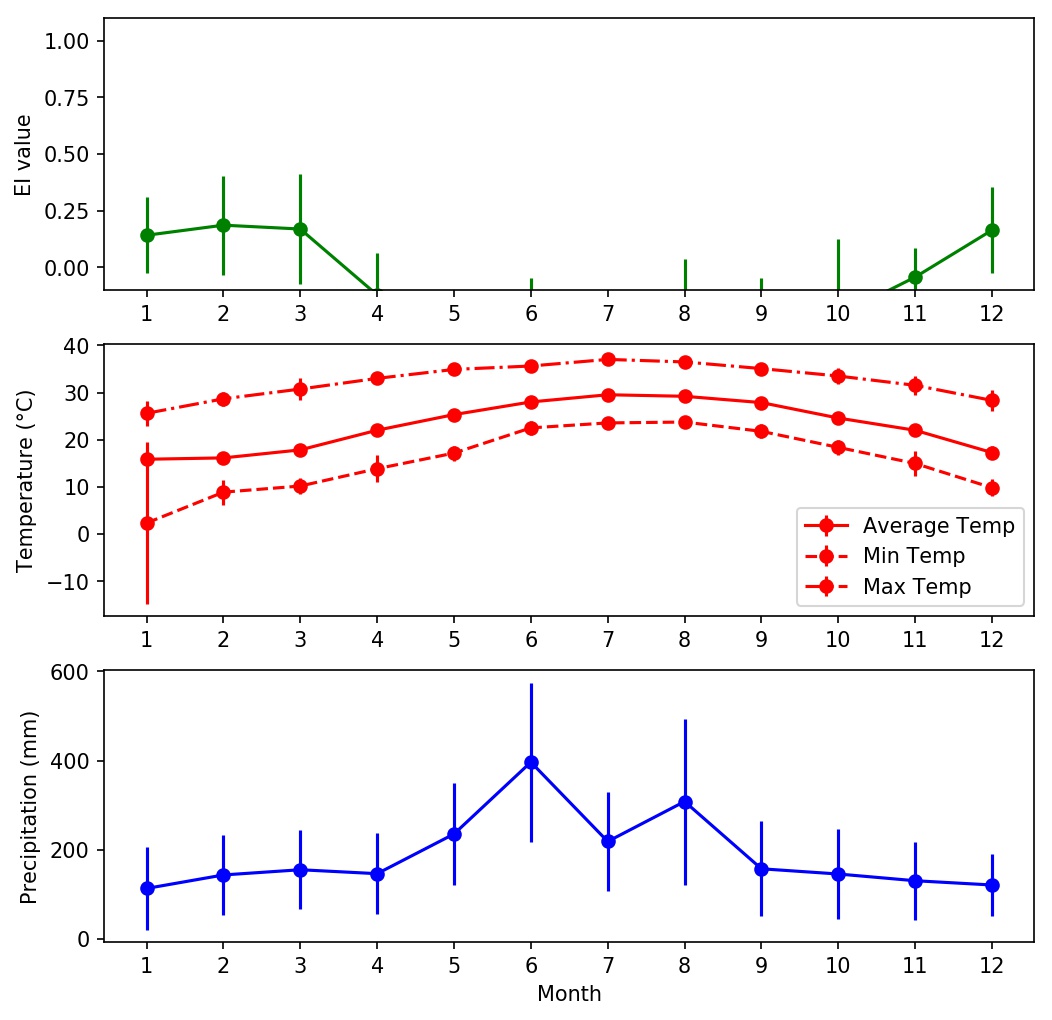 1.00
0.75
0.50
0.25
0.00
EI value
1 2 3 4 5 6 7 8 9 10 11 12
40
30
20
10
0
−10
Temperature (°C)
Average Temp
Min Temp
Max Temp
1 2 3 4 5 6 7 8 9 10 11 12
600
400
200
0
Precipitation (mm)
1 2 3 4 5 6 7 8 9 10 11 12
Month